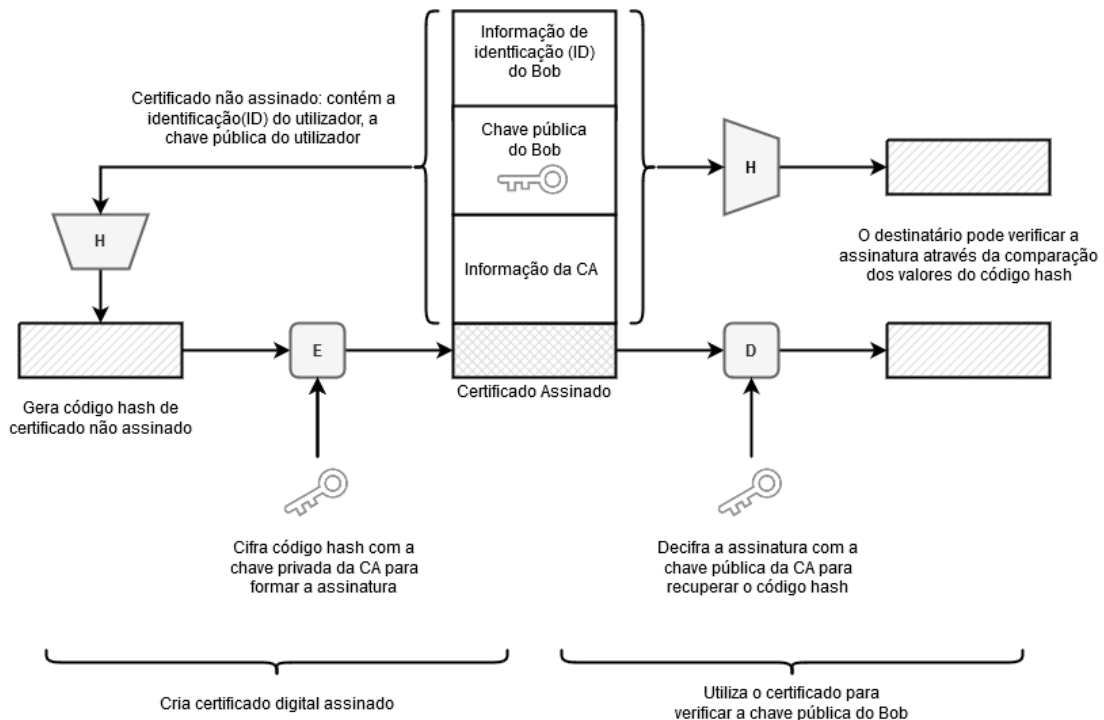 Informação de
identficação (ID)
do Bob
Certificado não assinado: contém a
identificação(ID) do utilizador, a
chave pública do utilizador
Chave pública
do Bob
H
H
O destinatário pode verificar a
assinatura através da comparação
dos valores do código hash
Informação da CA
E
D
Certificado Assinado
Gera código hash de
certificado não assinado
Cifra código hash com a
chave privada da CA para
formar a assinatura
Decifra a assinatura com a
chave pública da CA para
recuperar o código hash
Cria certificado digital assinado
Utiliza o certificado para
verificar a chave pública do Bob